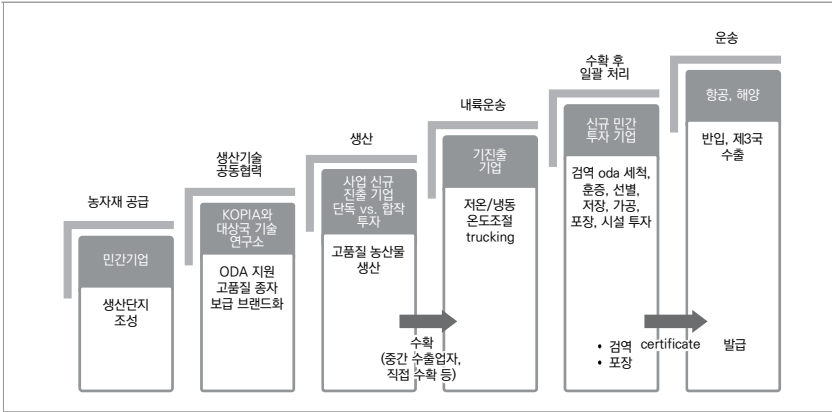 농자재 공급
민간기업
생산단지
조성
생산기술
공동협력
KOPIA와
대상국 기술
연구소
ODA 지원
고품질 종자
보급 브랜드화
생산
사업 신규
진출 기업
단독 vs. 합작
투자
고품질 농산물
생산
수확
(중간 수출업자,
직접 수확 등)
내륙운송
기진출
기업
저온/냉동
온도조절
trucking
수확 후
일괄 처리
신규 민간
투자 기업
검역 oda 세척,
훈증, 선별,
저장, 가공,
포장, 시설 투자
• 검역
• 포장
certificate
운송
항공, 해양
반입, 제3국
수출
발급